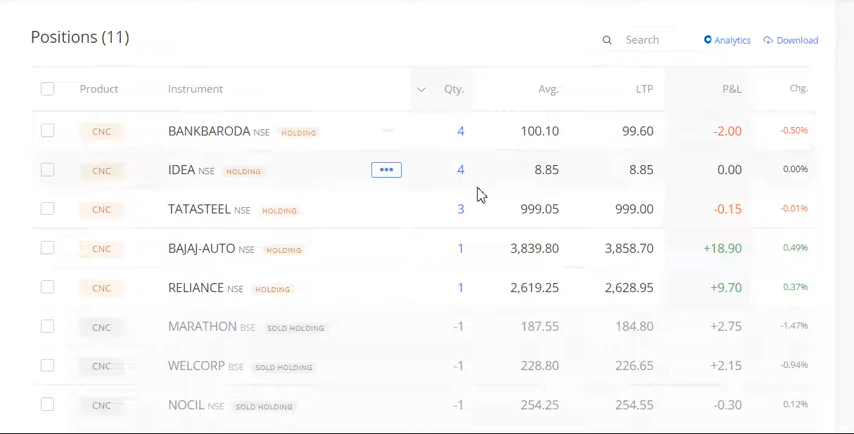 Positions (11)
Search Analytics Download
Product Instrument Qty. Avg. LTP P&L Chg.
CNC BANKBARODA NSE HOLDING 4 100.10 99.60 -2.00 -0.50%
CNC IDEA NSE HOLDING ••• 4 8.85 8.85 0.00 0.00%
CNC TATASTEEL NSE HOLDING 3 999.05 999.00 -0.15 -0.01%
CNC BAJAJ-AUTO NSE HOLDING 1 3,839.80 3,858.70 +18.90 0.49%
CNC RELIANCE NSE HOLDING 1 2,619.25 2,628.95 +9.70 0.37%
CNC MARATHON BSE SOLD HOLDING -1 187.55 184.80 +2.75 -1.47%
CNC WELCORP BSE SOLD HOLDING -1 228.80 226.65 +2.15 -0.94%
CNC NOCIL NSE SOLD HOLDING -1 254.25 254.55 -0.30 0.12%